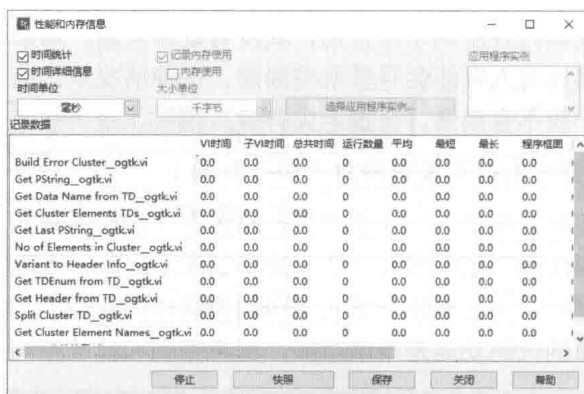 性能和内存信息
时间统计 记录内存使用 应用程序实例
时间详细信息 内存使用
时间单位 大小单位
毫秒 千字节 选择应用程序实例...
记录数据
VI时间 子VI时间 总共时间 运行数量 平均 最短 最长 程序框图
Build Error Cluster_ogtk.vi 0.0 0.0 0.0 0 0.0 0.0 0.0 0.0
Get PString_ogtk.vi 0.0 0.0 0.0 0 0.0 0.0 0.0 0.0
Get Data Name from TD_ogtk.vi 0.0 0.0 0.0 0 0.0 0.0 0.0 0.0
Get Cluster Elements TDs_ogtk.vi 0.0 0.0 0.0 0 0.0 0.0 0.0 0.0
Get Last PString_ogtk.vi 0.0 0.0 0.0 0 0.0 0.0 0.0 0.0
No of Elements in Cluster_ogtk.vi 0.0 0.0 0.0 0 0.0 0.0 0.0 0.0
Variant to Header Info_ogtk.vi 0.0 0.0 0.0 0 0.0 0.0 0.0 0.0
Get TDEnum from TD_ogtk.vi 0.0 0.0 0.0 0 0.0 0.0 0.0 0.0
Get Header from TD_ogtk.vi 0.0 0.0 0.0 0 0.0 0.0 0.0 0.0
Split Cluster TD_ogtk.vi 0.0 0.0 0.0 0 0.0 0.0 0.0 0.0
Get Cluster Element Names_ogtk.vi 0.0 0.0 0.0 0 0.0 0.0 0.0 0.0
停止 快照 保存 关闭 帮助